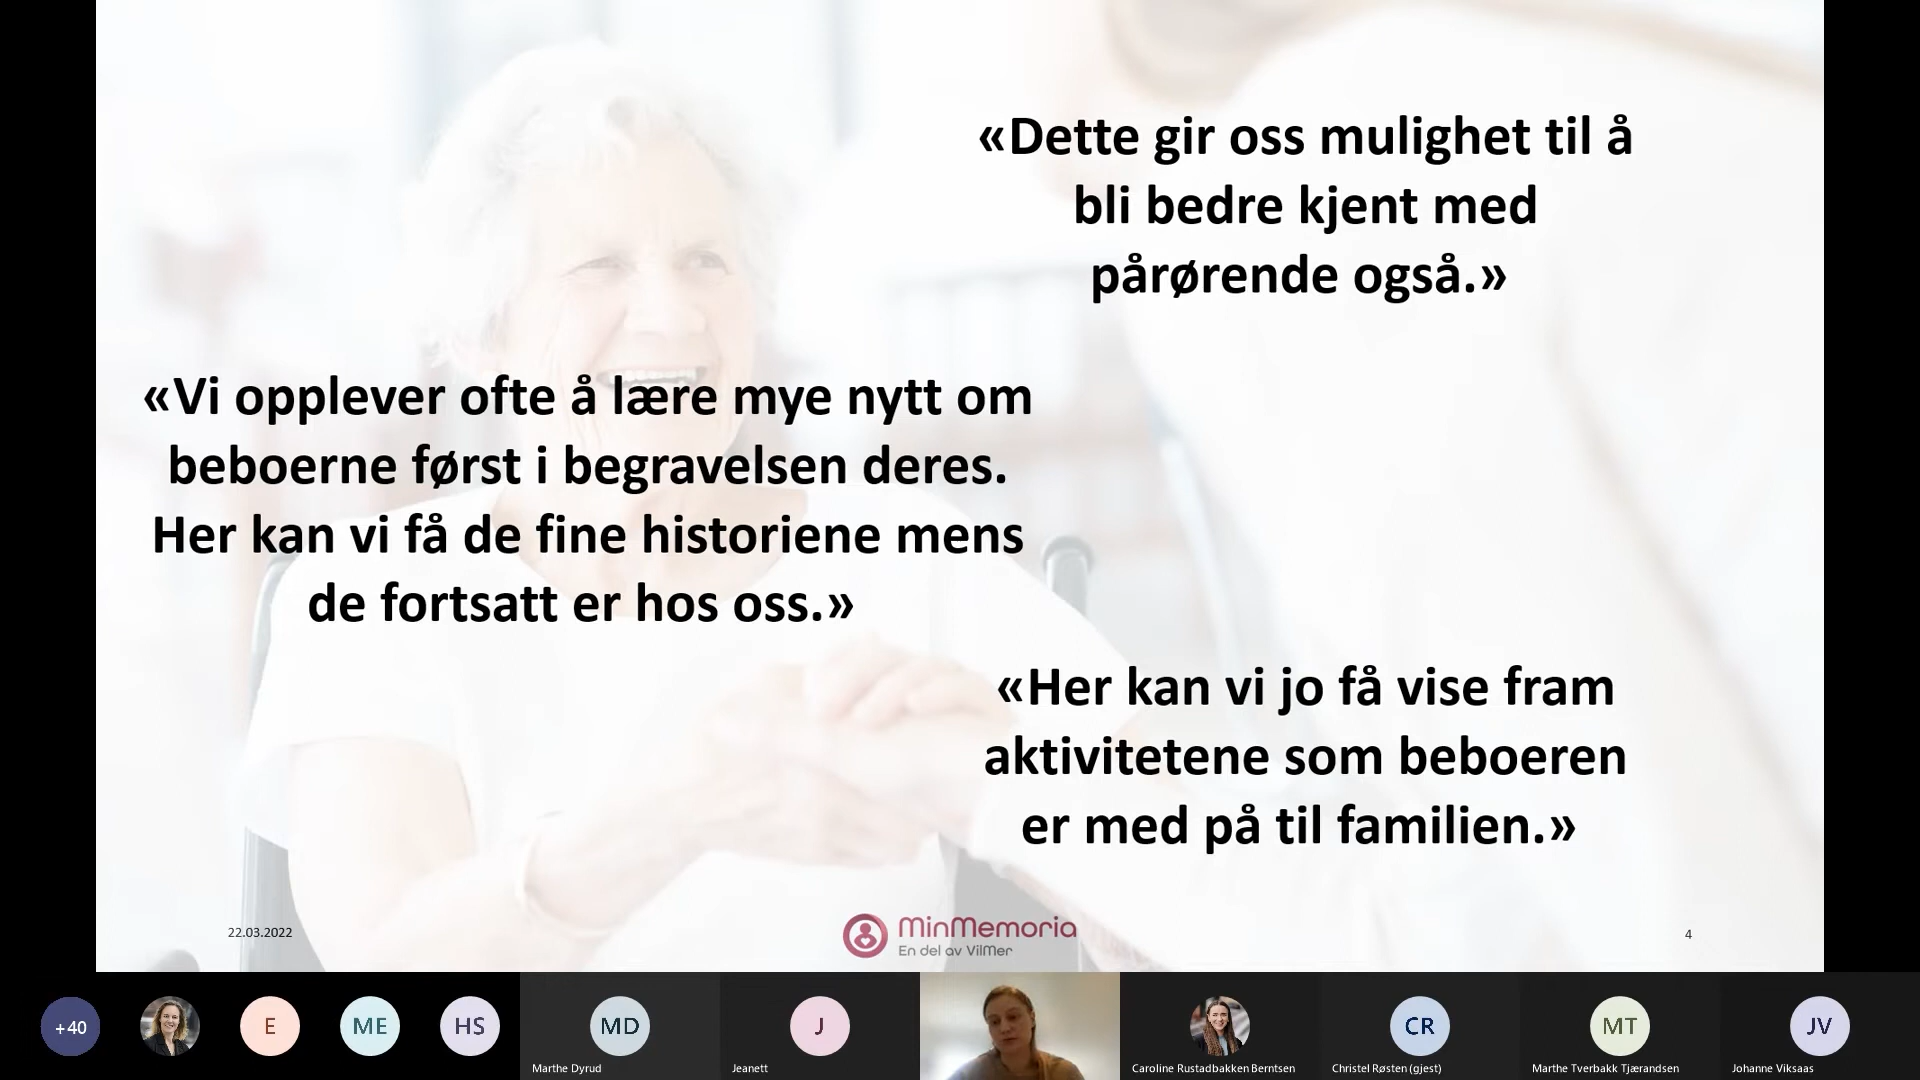 «Dette gir oss mulighet til å
bli bedre kjent med
pårørende også.»
«Vi opplever ofte å lære mye nytt om
beboerne først i begravelsen deres.
Her kan vi få de fine historiene mens
de fortsatt er hos oss.»
«Her kan vi jo få vise fram
aktivitetene som beboeren
er med på til familien.»
22.03.2022
MinMemoria
En del av VilMer
4
+40
E
ME
HS
MD
J
CR
MT
JV
Marthe Dyrud
Jeanett
Caroline Rustadbakken Berntsen
Christel Røsten (gjest)
Marthe Tverbakk Tjærandsen
Johanne Viksaas